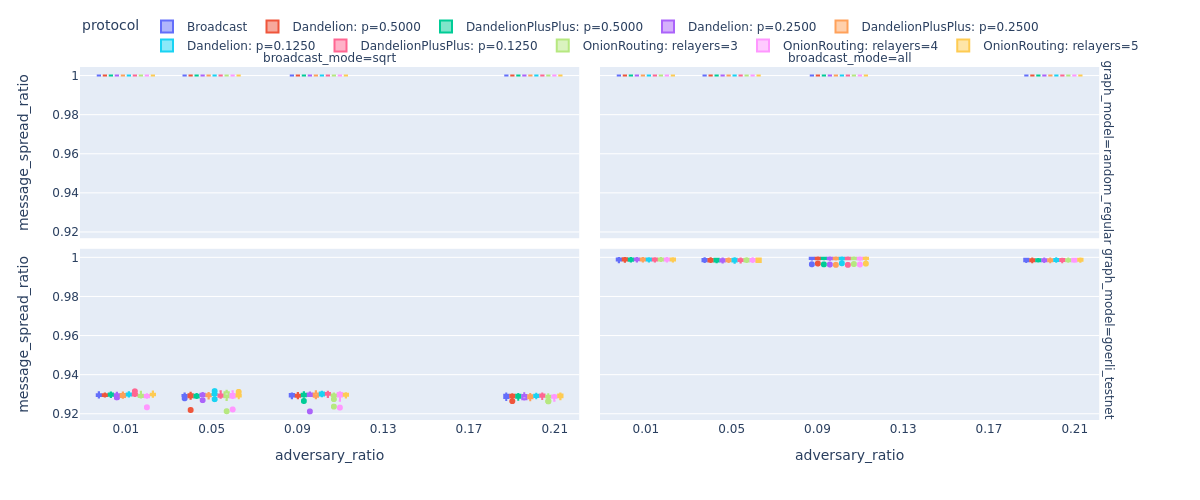 protocol
Broadcast Dandelion: p=0.5000 DandelionPlusPlus: p=0.5000 Dandelion: p=0.2500 DandelionPlusPlus: p=0.2500
Dandelion: p=0.1250 DandelionPlusPlus: p=0.1250 OnionRouting: relayers=3 OnionRouting: relayers=4 OnionRouting: relayers=5
broadcast_mode=sqrt broadcast_mode=all
message_spread_ratio
1
0.98
0.96
0.94
0.92
graph_model=random_regular
message_spread_ratio
1
0.98
0.96
0.94
0.92
graph_model=goerli_testnet
0.01 0.05 0.09 0.13 0.17 0.21 0.01 0.05 0.09 0.13 0.17 0.21
adversary_ratio adversary_ratio